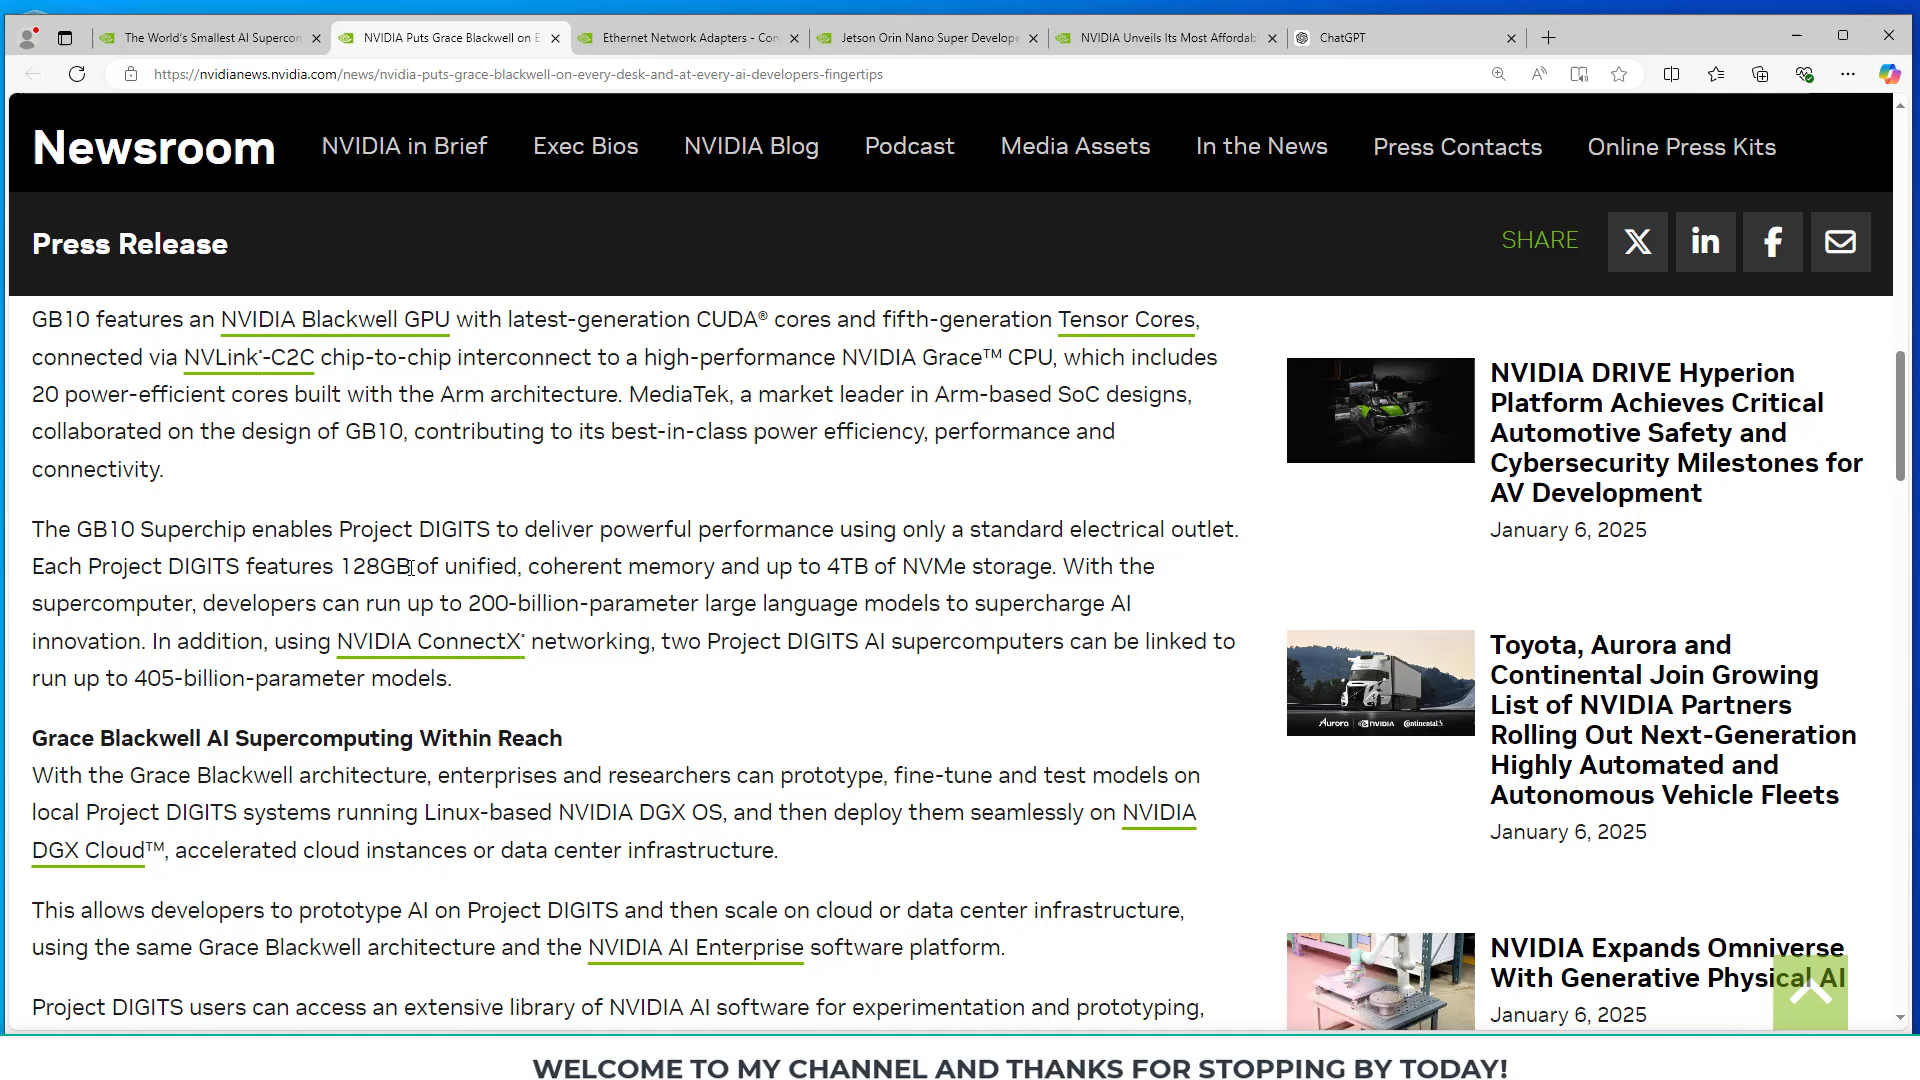 The World's Smallest AI Supercom
NVIDIA Puts Grace Blackwell on E
Ethernet Network Adapters - Con
Jetson Orin Nano Super Develope
NVIDIA Unveils Its Most Affordab
ChatGPT
https://nvidianews.nvidia.com/news/nvidia-puts-grace-blackwell-on-every-desk-and-at-every-ai-developers-fingertips
Newsroom
NVIDIA in Brief
Exec Bios
NVIDIA Blog
Podcast
Media Assets
In the News
Press Contacts
Online Press Kits
Press Release
SHARE
GB10 features an NVIDIA Blackwell GPU with latest-generation CUDA® cores and fifth-generation Tensor Cores,
connected via NVLink®-C2C chip-to-chip interconnect to a high-performance NVIDIA Grace™ CPU, which includes
20 power-efficient cores built with the Arm architecture. MediaTek, a market leader in Arm-based SoC designs,
collaborated on the design of GB10, contributing to its best-in-class power efficiency, performance and
connectivity.
The GB10 Superchip enables Project DIGITS to deliver powerful performance using only a standard electrical outlet.
Each Project DIGITS features 128GB of unified, coherent memory and up to 4TB of NVMe storage. With the
supercomputer, developers can run up to 200-billion-parameter large language models to supercharge AI
innovation. In addition, using NVIDIA ConnectX® networking, two Project DIGITS AI supercomputers can be linked to
run up to 405-billion-parameter models.
Grace Blackwell AI Supercomputing Within Reach
With the Grace Blackwell architecture, enterprises and researchers can prototype, fine-tune and test models on
local Project DIGITS systems running Linux-based NVIDIA DGX OS, and then deploy them seamlessly on NVIDIA
DGX Cloud™, accelerated cloud instances or data center infrastructure.
This allows developers to prototype AI on Project DIGITS and then scale on cloud or data center infrastructure,
using the same Grace Blackwell architecture and the NVIDIA AI Enterprise software platform.
Project DIGITS users can access an extensive library of NVIDIA AI software for experimentation and prototyping,
NVIDIA DRIVE Hyperion
Platform Achieves Critical
Automotive Safety and
Cybersecurity Milestones for
AV Development
January 6, 2025
Aurora
NVIDIA
Continental
Toyota, Aurora and
Continental Join Growing
List of NVIDIA Partners
Rolling Out Next-Generation
Highly Automated and
Autonomous Vehicle Fleets
January 6, 2025
NVIDIA Expands Omniverse
With Generative Physical AI
January 6, 2025
WELCOME TO MY CHANNEL AND THANKS FOR STOPPING BY TODAY!